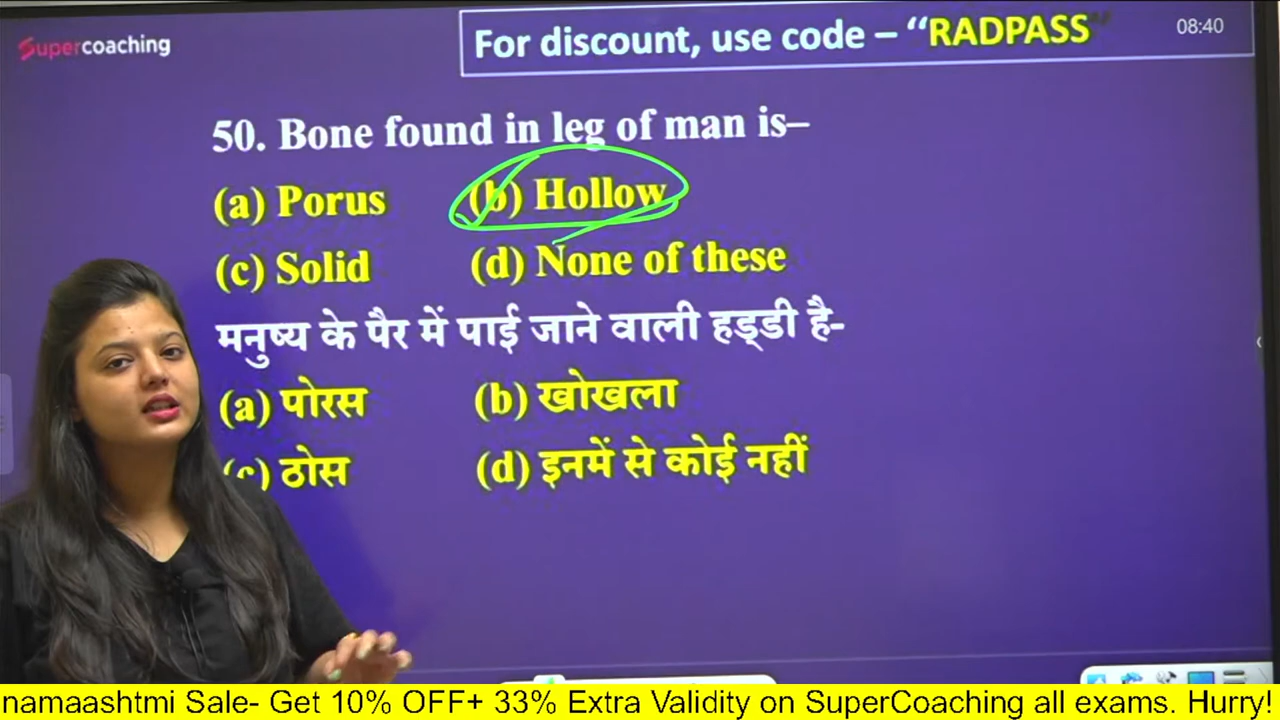 Supercoaching
For discount, use code – “RADPASS”
08:40
50. Bone found in leg of man is–
(a) Porus (b) Hollow
(c) Solid (d) None of these
मनुष्य के पैर में पाई जाने वाली हड्डी है-
(a) पोरस (b) खोखला
(c) ठोस (d) इनमें से कोई नहीं
namaashtmi Sale- Get 10% OFF+ 33% Extra Validity on SuperCoaching all exams. Hurry!